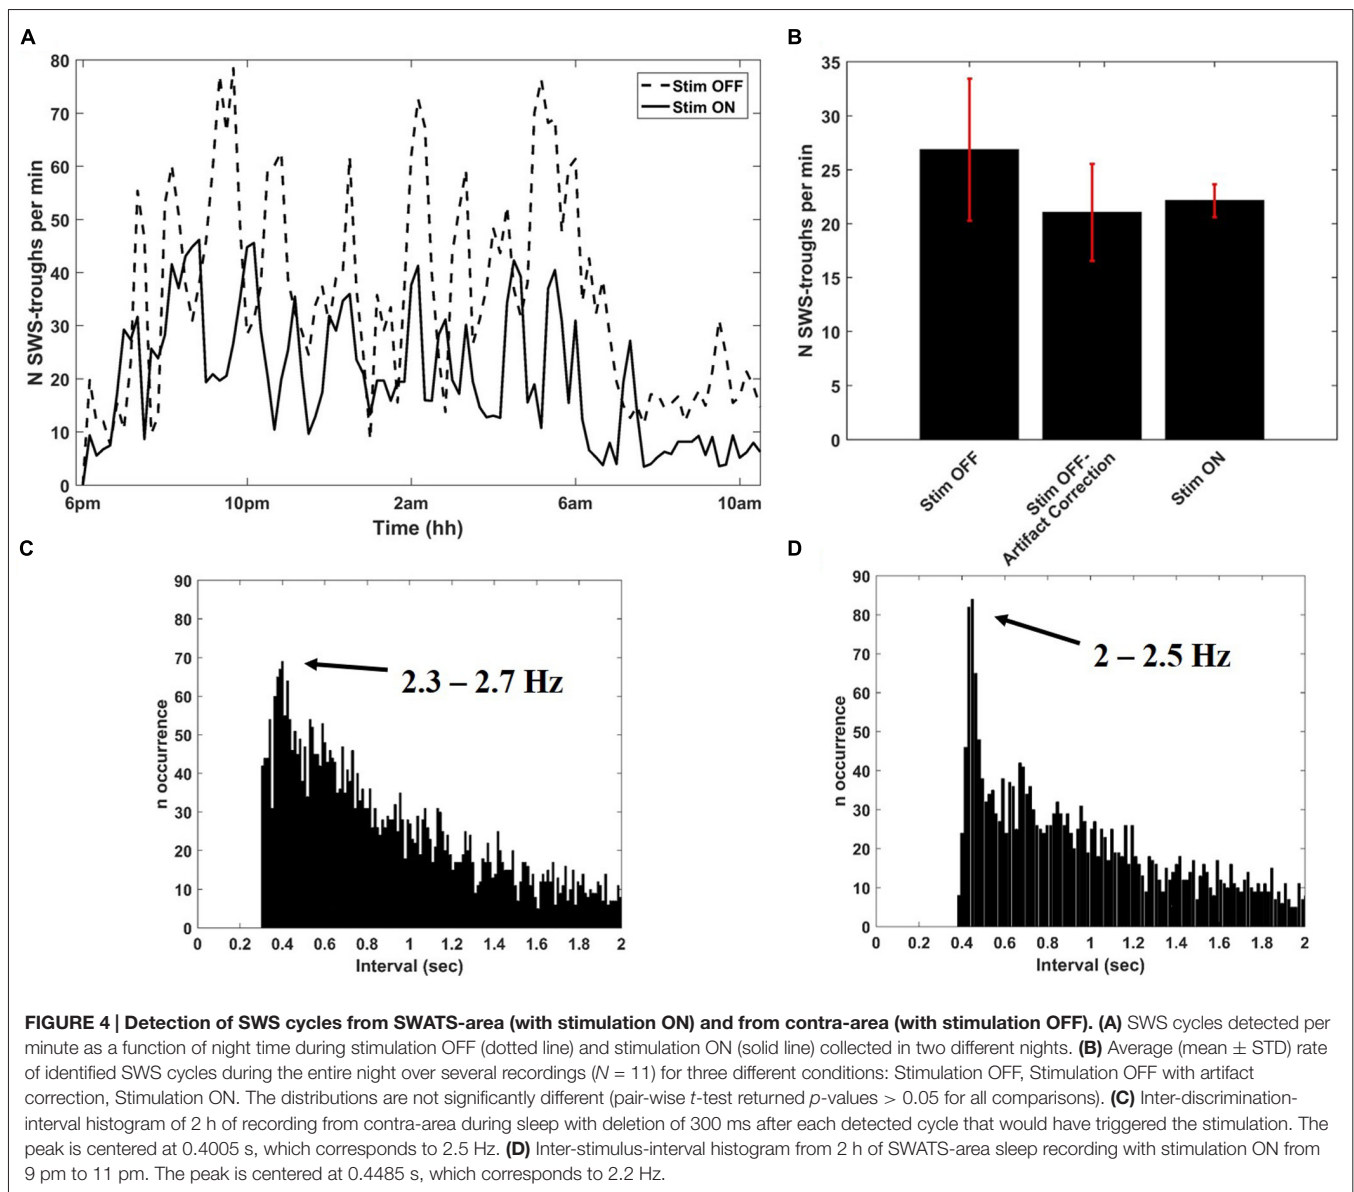 A
80
70
60
50
40
30
20
10
0
N SWS-troughs per min
Stim OFF
Stim ON
6pm 10pm 2am 6am 10am
Time (hh)
B
35
30
25
20
15
10
5
0
N SWS-troughs per min
Stim OFF
Stim OFF-
Artifact Correction
Stim ON
C
90
80
70
60
50
40
30
20
10
0
n occurrence
2.3 – 2.7 Hz
0 0.2 0.4 0.6 0.8 1 1.2 1.4 1.6 1.8 2
Interval (sec)
D
90
80
70
60
50
40
30
20
10
0
n occurrence
2 – 2.5 Hz
0 0.2 0.4 0.6 0.8 1 1.2 1.4 1.6 1.8 2
Interval (sec)
FIGURE 4 | Detection of SWS cycles from SWATS-area (with stimulation ON) and from contra-area (with stimulation OFF). (A) SWS cycles detected per
minute as a function of night time during stimulation OFF (dotted line) and stimulation ON (solid line) collected in two different nights. (B) Average (mean ± STD) rate
of identified SWS cycles during the entire night over several recordings (N = 11) for three different conditions: Stimulation OFF, Stimulation OFF with artifact
correction, Stimulation ON. The distributions are not significantly different (pair-wise t-test returned p-values > 0.05 for all comparisons). (C) Inter-discrimination-
interval histogram of 2 h of recording from contra-area during sleep with deletion of 300 ms after each detected cycle that would have triggered the stimulation. The
peak is centered at 0.4005 s, which corresponds to 2.5 Hz. (D) Inter-stimulus-interval histogram from 2 h of SWATS-area sleep recording with stimulation ON from
9 pm to 11 pm. The peak is centered at 0.4485 s, which corresponds to 2.2 Hz.